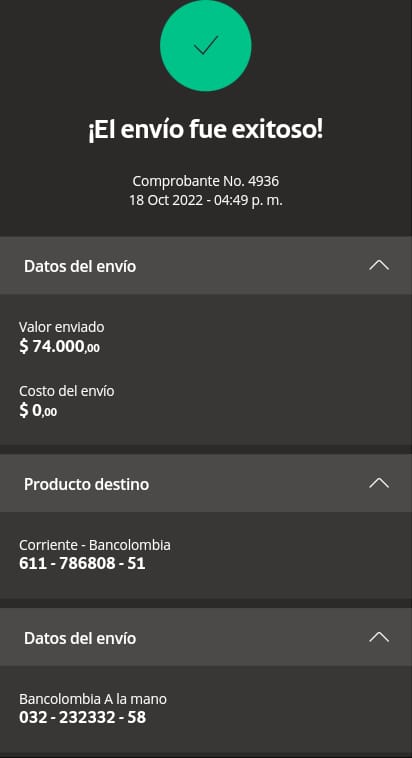 ¡El envío fue exitoso!
Comprobante No. 4936
18 Oct 2022 - 04:49 p. m.
Datos del envío
Valor enviado
$ 74.000,00
Costo del envío
$ 0,00
Producto destino
Corriente - Bancolombia
611 - 786808 - 51
Datos del envío
Bancolombia A la mano
032 - 232332 - 58